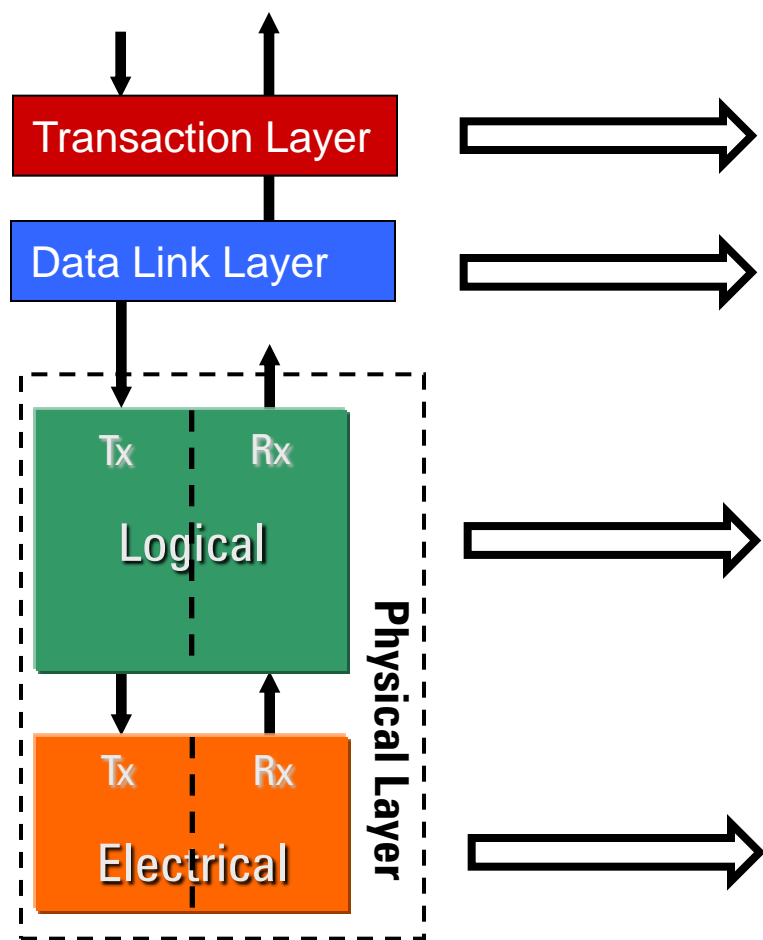 Transaction Layer
Data Link Layer
Tx
Rx
Logical
Physical Layer
Tx
Rx
Electrical